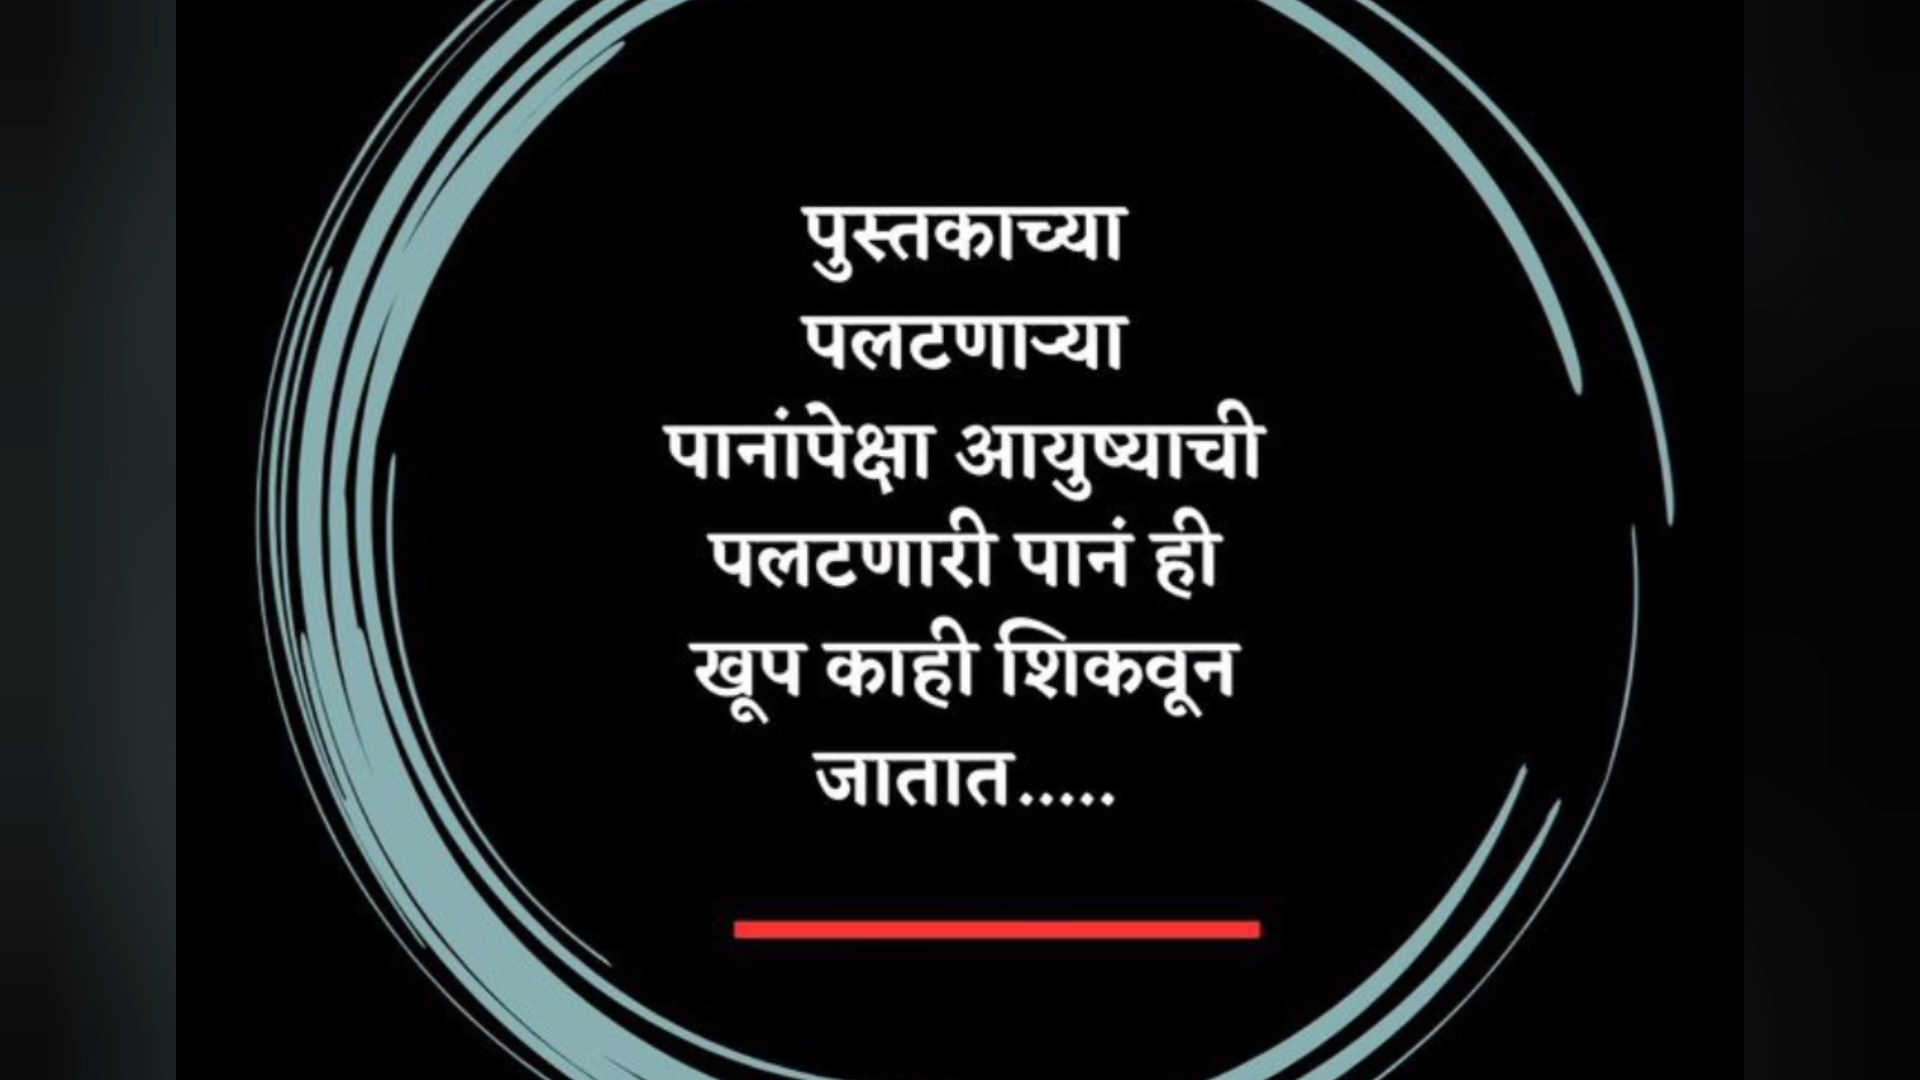 पुस्तकाच्या
पलटणाऱ्या
पानांपेक्षा आयुष्याची
पलटणारी पानं ही
खूप काही शिकवून
जातात.....